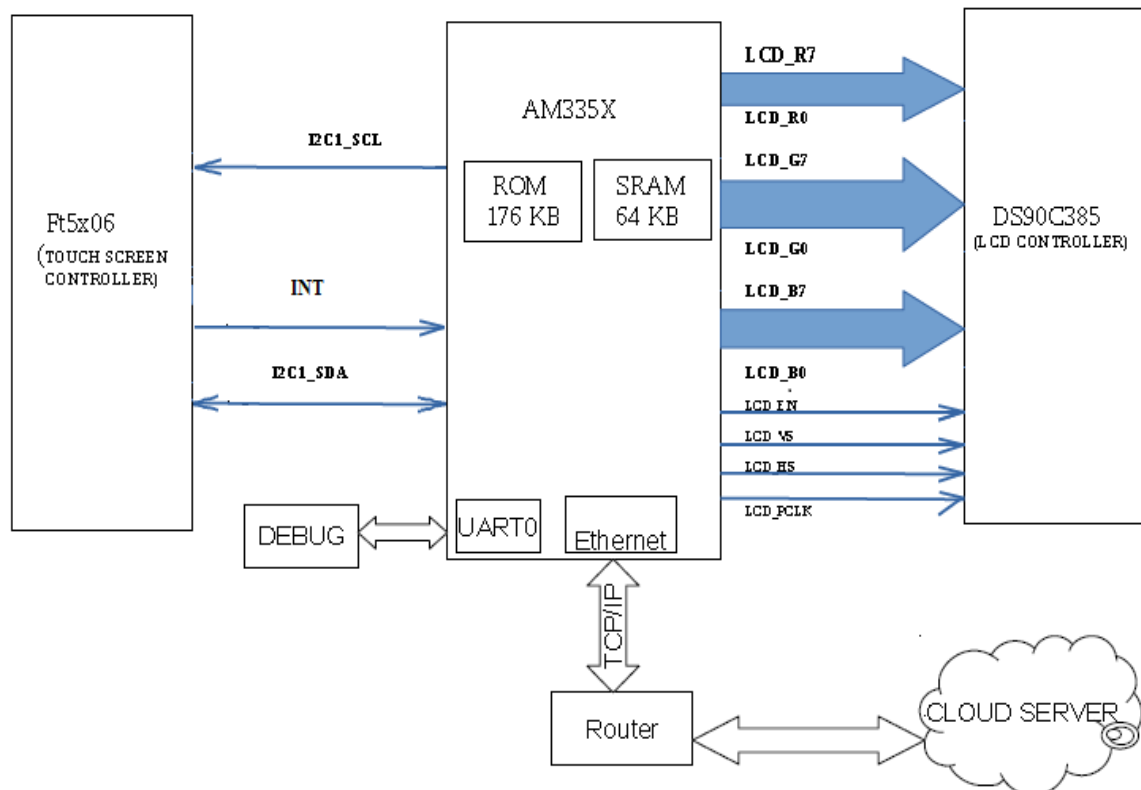 Ft5x06
(TOUCH SCREEN
CONTROLLER)
I2C1_SCL
INT
I2C1_SDA
AM335X
ROM
176 KB
SRAM
64 KB
UART0
Ethernet
DEBUG
LCD_R7
LCD_R0
LCD_G7
LCD_G0
LCD_B7
LCD_B0
LCD_EN
LCD_VS
LCD_HS
LCD_PCLK
DS90C385
(LCD CONTROLLER)
TCP/IP
Router
CLOUD SERVER